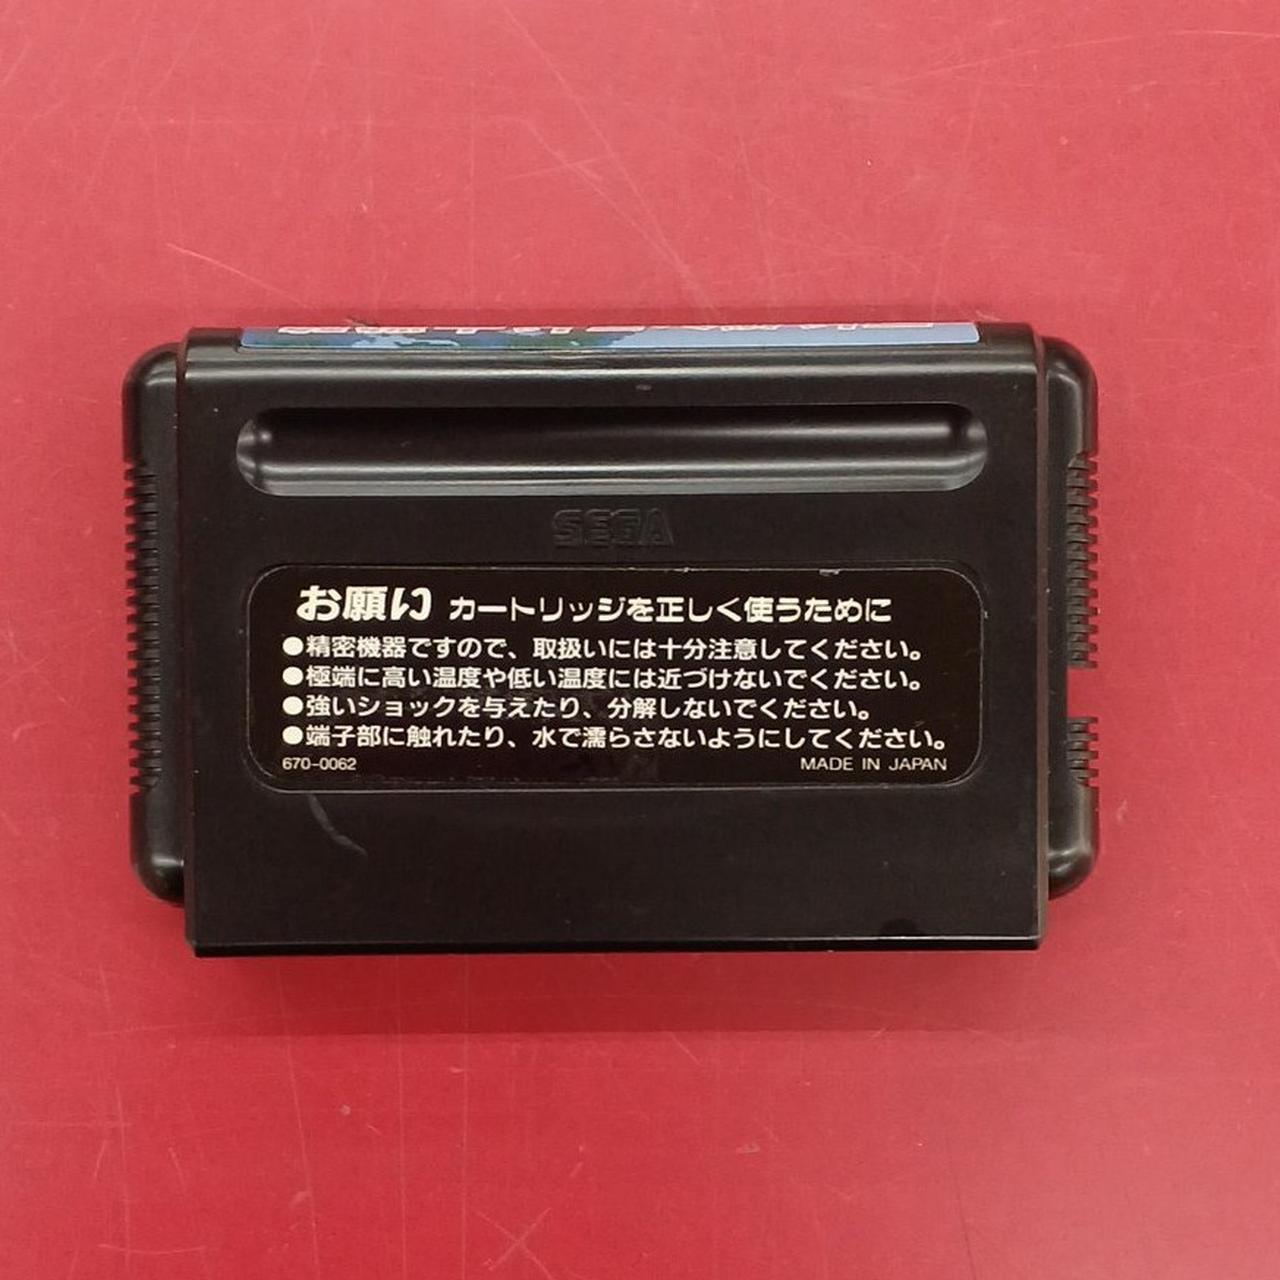 SEGA
お願い カートリッジを正しく使うために
●精密機器ですので、取扱いには十分注意してください。
●極端に高い温度や低い温度には近づけないでください。
●強いショックを与えたり、分解しないでください。
●端子部に触れたり、水で濡らさないようにしてください。
670-0062 MADE IN JAPAN